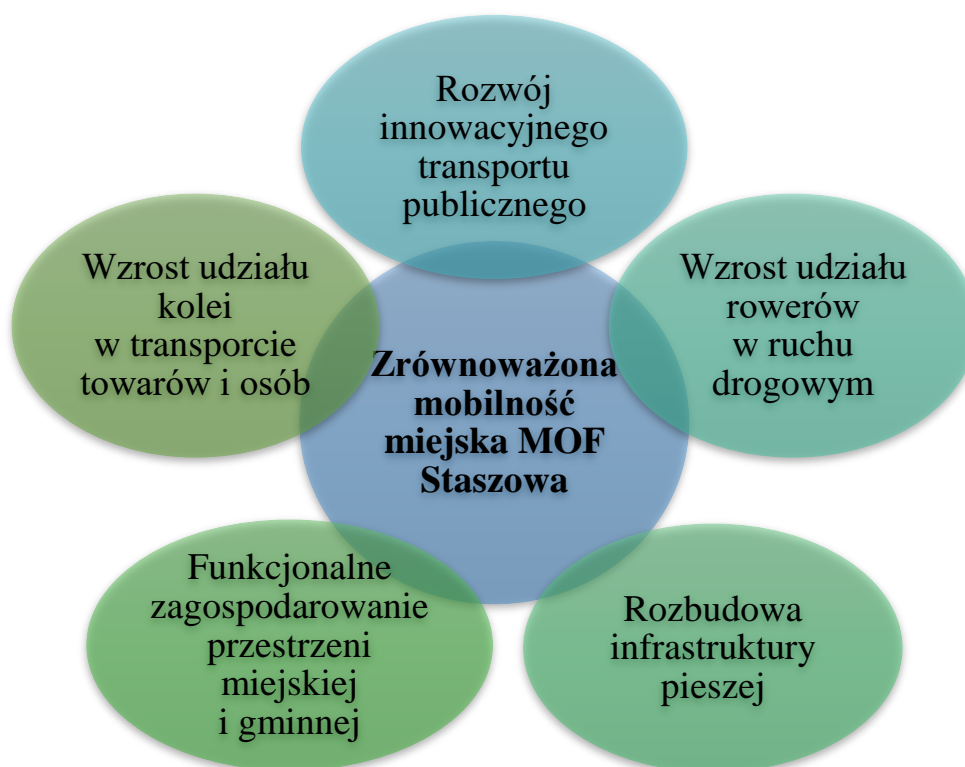 Rozwój
innowacyjnego
transportu
publicznego
Wzrost udziału
kolei
w transporcie
towarów i osób
Wzrost udziału
rowerów
w ruchu
drogowym
Zrównoważona
mobilność
miejska MOF
Staszowa
Funkcjonalne
zagospodarowanie
przestrzeni
miejskiej
i gminnej
Rozbudowa
infrastruktury
pieszej